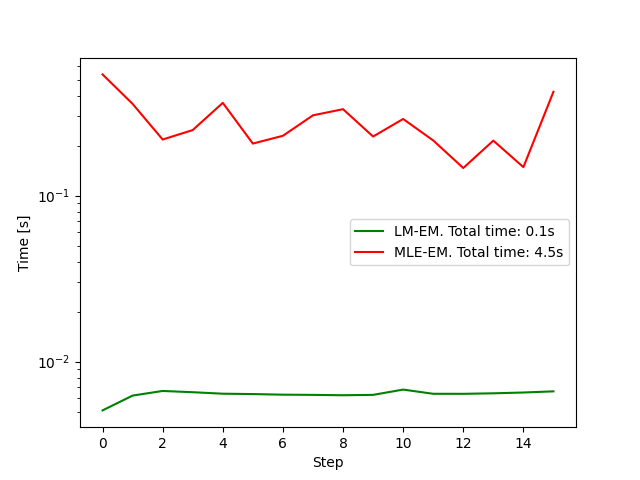 10⁻¹
10⁻²
Time [s]
LM-EM. Total time: 0.1s
MLE-EM. Total time: 4.5s
0 2 4 6 8 10 12 14
Step